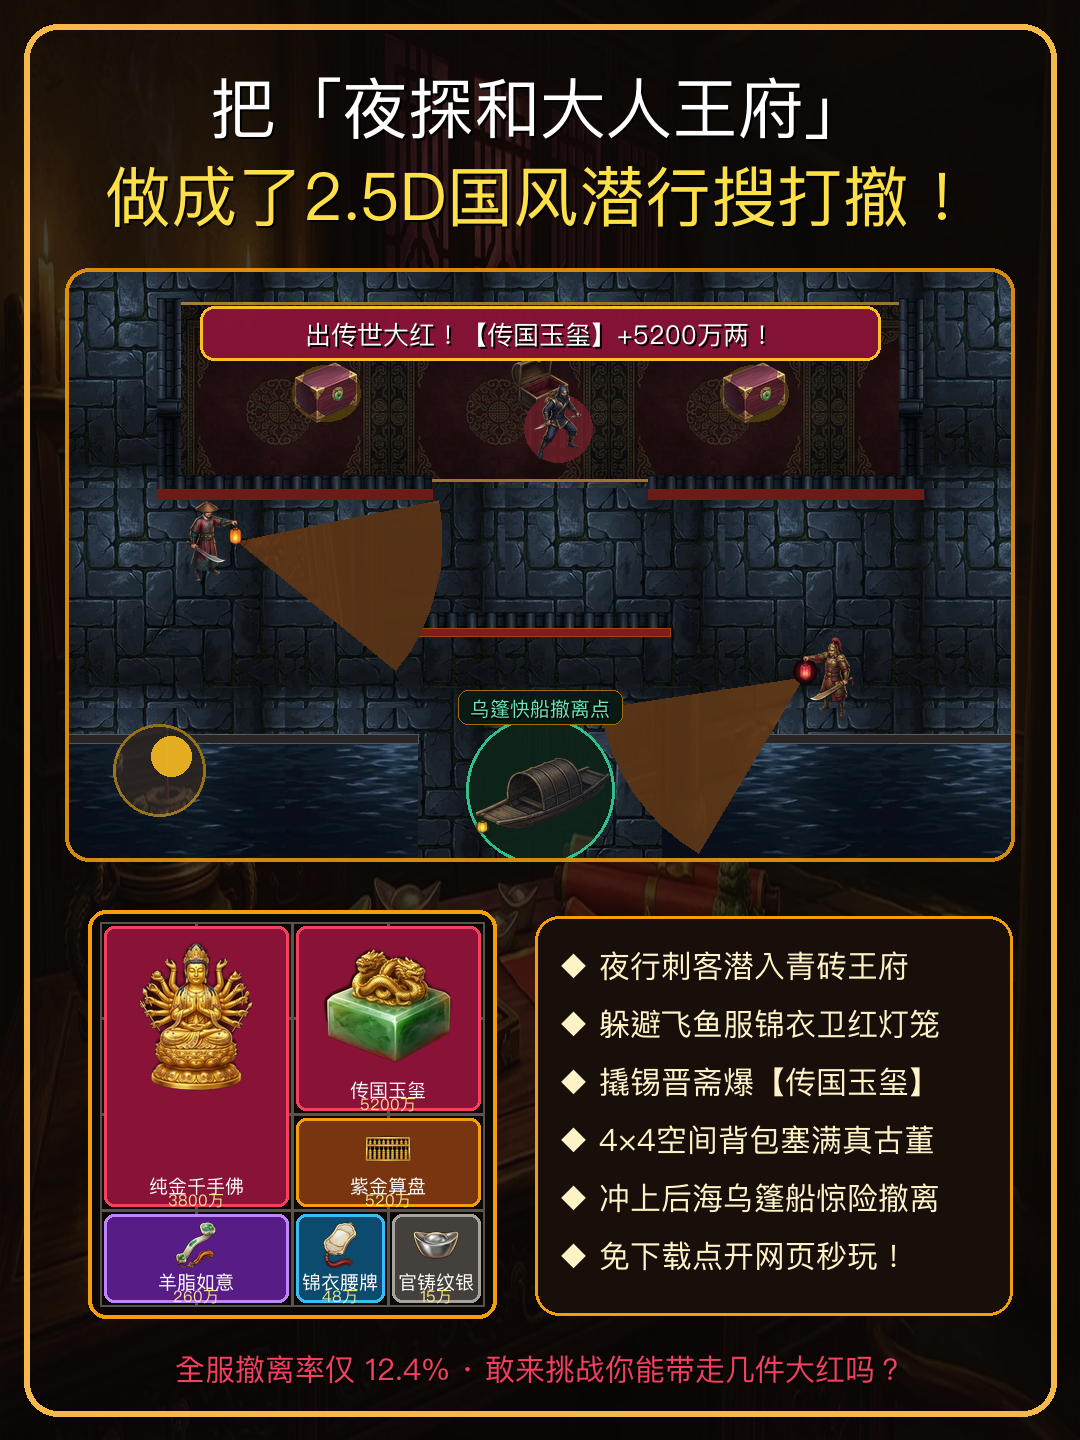 把「夜探和大人王府」
做成了2.5D国风潜行搜打撤！
出传世大红！【传国玉玺】+5200万两！
乌篷快船撤离点
传国玉玺
5200万
纯金千手佛
3800万
紫金算盘
520万
羊脂如意
260万
锦衣腰牌
48万
官铸纹银
15万
◆ 夜行刺客潜入青砖王府
◆ 躲避飞鱼服锦衣卫红灯笼
◆ 撬锡晋斋爆【传国玉玺】
◆ 4×4空间背包塞满真古董
◆ 冲上后海乌篷船惊险撤离
◆ 免下载点开网页秒玩！
全服撤离率仅 12.4% · 敢来挑战你能带走几件大红吗？